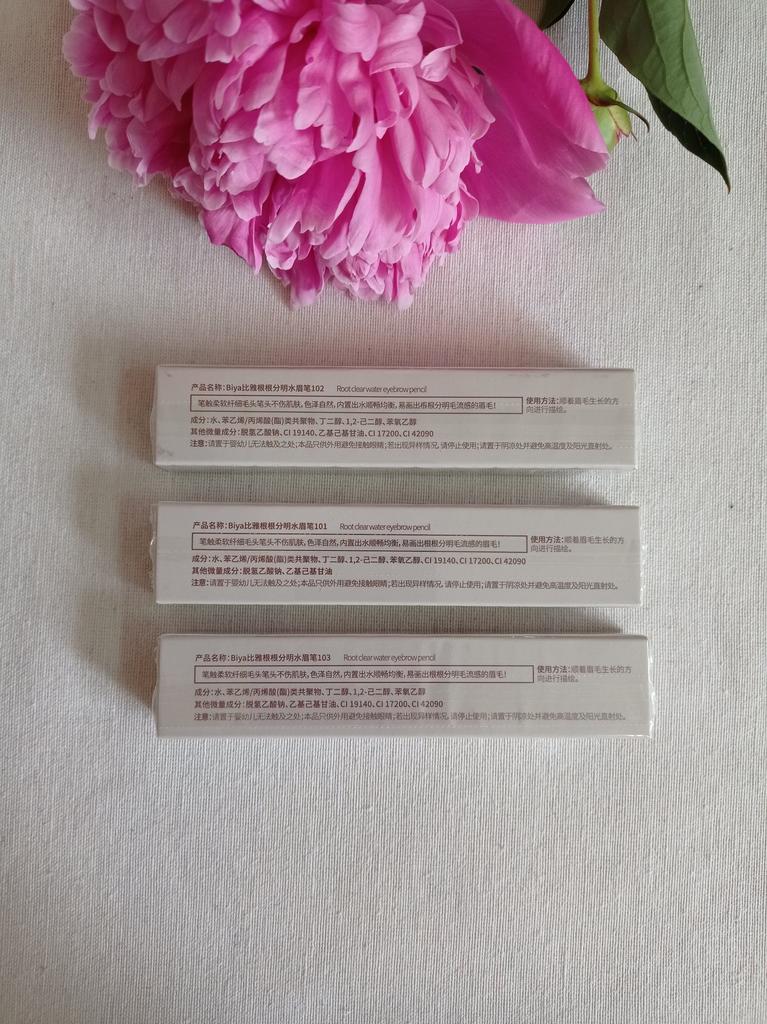 产品名称:Biya比雅根根分明水眉笔102 Root clear water eyebrow pencil
笔触柔软纤细毛头笔头不伤肌肤,色泽自然,内置出水顺畅均衡,易画出根根分明毛流感的眉毛!
使用方法:顺着眉毛生长的方
向进行描绘。
成分:水、苯乙烯/丙烯酸(酯)类共聚物、丁二醇、1,2-己二醇、苯氧乙醇
其他微量成分:脱氢乙酸钠、CI 19140、乙基己基甘油、CI 17200、CI 42090
注意:请置于婴幼儿无法触及之处;本品只供外用避免接触眼睛;若出现异样情况,请停止使用;请置于阴凉处并避免高温度及阳光直射处。
产品名称:Biya比雅根根分明水眉笔101 Root clear water eyebrow pencil
笔触柔软纤细毛头笔头不伤肌肤,色泽自然,内置出水顺畅均衡,易画出根根分明毛流感的眉毛!
使用方法:顺着眉毛生长的方
向进行描绘。
成分:水、苯乙烯/丙烯酸(酯)类共聚物、丁二醇、1,2-己二醇、苯氧乙醇、CI 19140、CI 17200、CI 42090
其他微量成分:脱氢乙酸钠、乙基己基甘油
注意:请置于婴幼儿无法触及之处;本品只供外用避免接触眼睛;若出现异样情况,请停止使用;请置于阴凉处并避免高温度及阳光直射处。
产品名称:Biya比雅根根分明水眉笔103 Root clear water eyebrow pencil
笔触柔软纤细毛头笔头不伤肌肤,色泽自然,内置出水顺畅均衡,易画出根根分明毛流感的眉毛!
使用方法:顺着眉毛生长的方
向进行描绘。
成分:水、苯乙烯/丙烯酸(酯)类共聚物、丁二醇、1,2-己二醇、苯氧乙醇
其他微量成分:脱氢乙酸钠、乙基己基甘油、CI 19140、CI 17200、CI 42090
注意:请置于婴幼儿无法触及之处;本品只供外用避免接触眼睛;若出现异样情况,请停止使用;请置于阴凉处并避免高温度及阳光直射处。